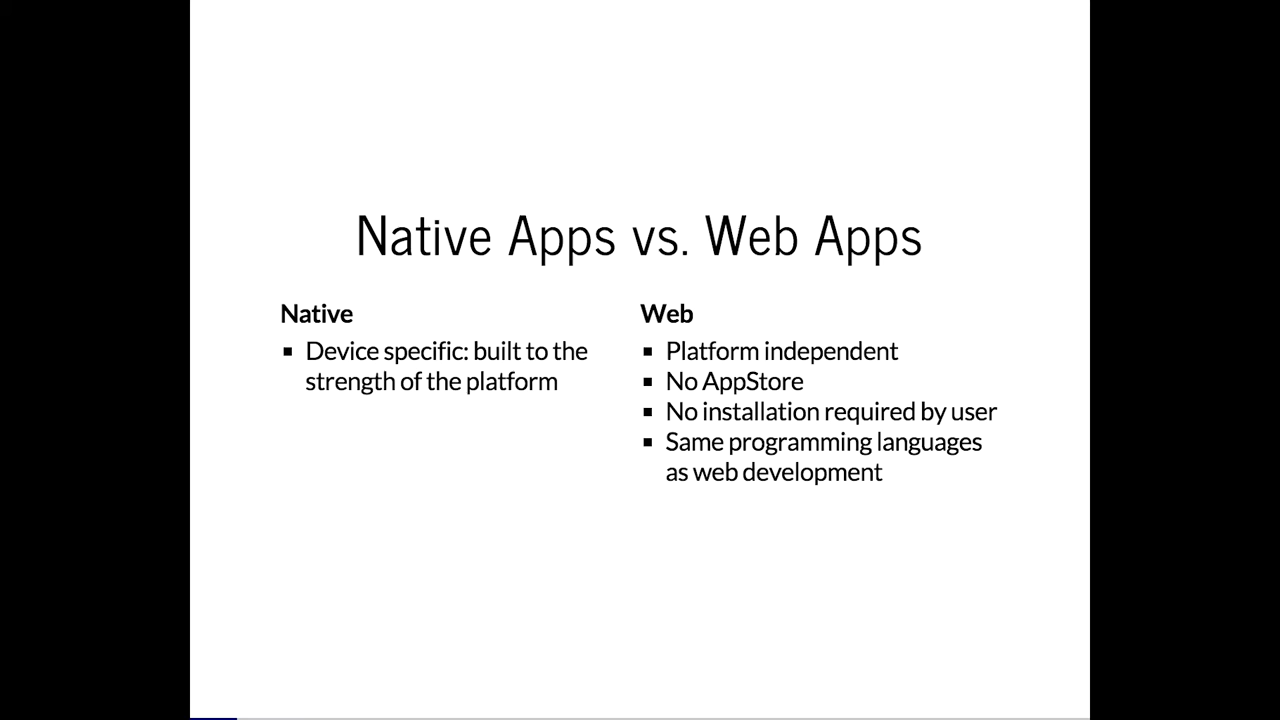 Native Apps vs. Web Apps
Native
▪ Device specific: built to the
strength of the platform
Web
▪ Platform independent
▪ No AppStore
▪ No installation required by user
▪ Same programming languages
as web development